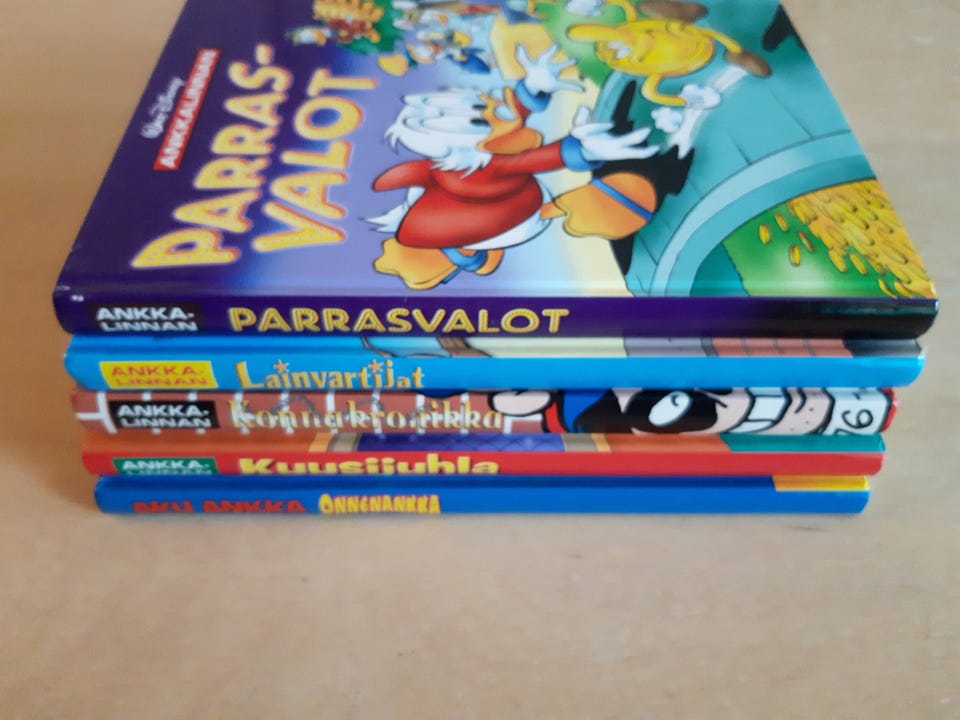 Walt Disney
ANKKALINNAN
PARRAS-
VALOT
ANKKA-
LINNAN
PARRASVALOT
ANKKA-
LINNAN
Lainvartijat
ANKKA-
LINNAN
Konnakronikka
ANKKA-
LINNAN
Kuusijuhla
AKU ANKKA ONNENANKKA